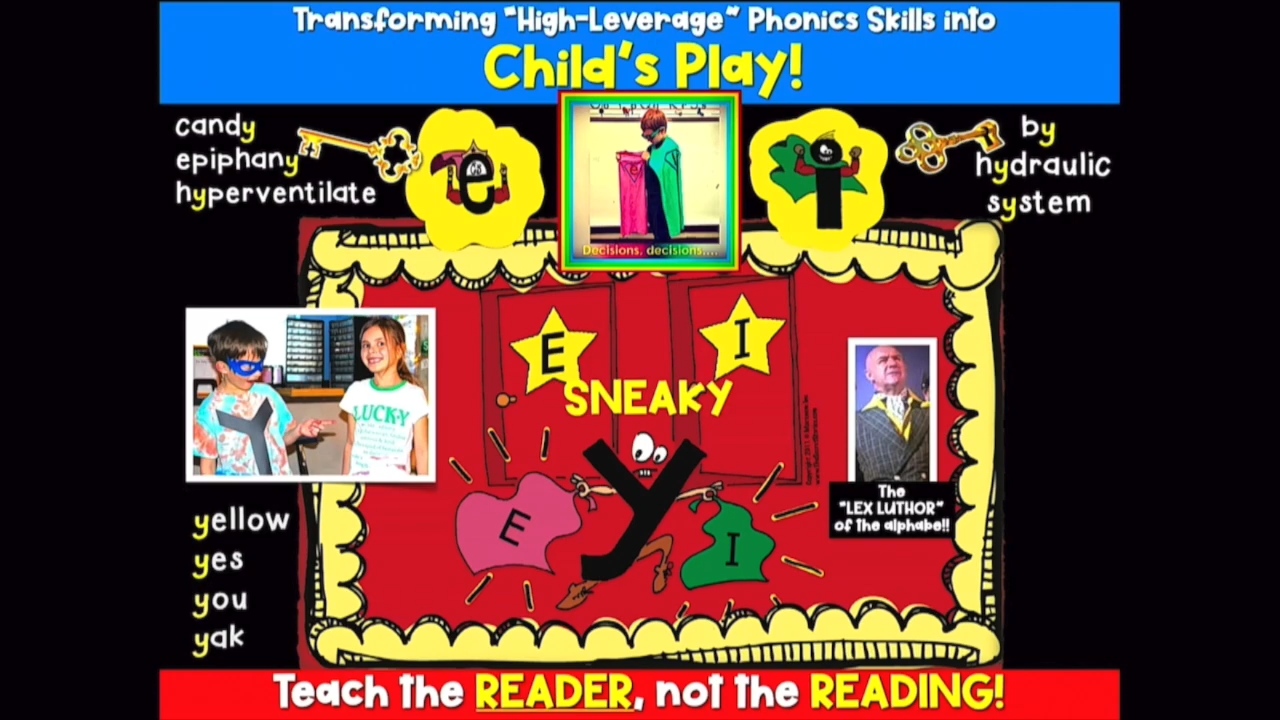 Transforming "High-Leverage" Phonics Skills into
Child's Play!
candy
epiphany
hyperventilate
e
Decisions, decisions....
i
by
hydraulic
system
E
I
SNEAKY
y
E
I
LUCKY
Y
The
"LEX LUTHOR"
of the alphabe!!
yellow
yes
you
yak
Teach the READER, not the READING!